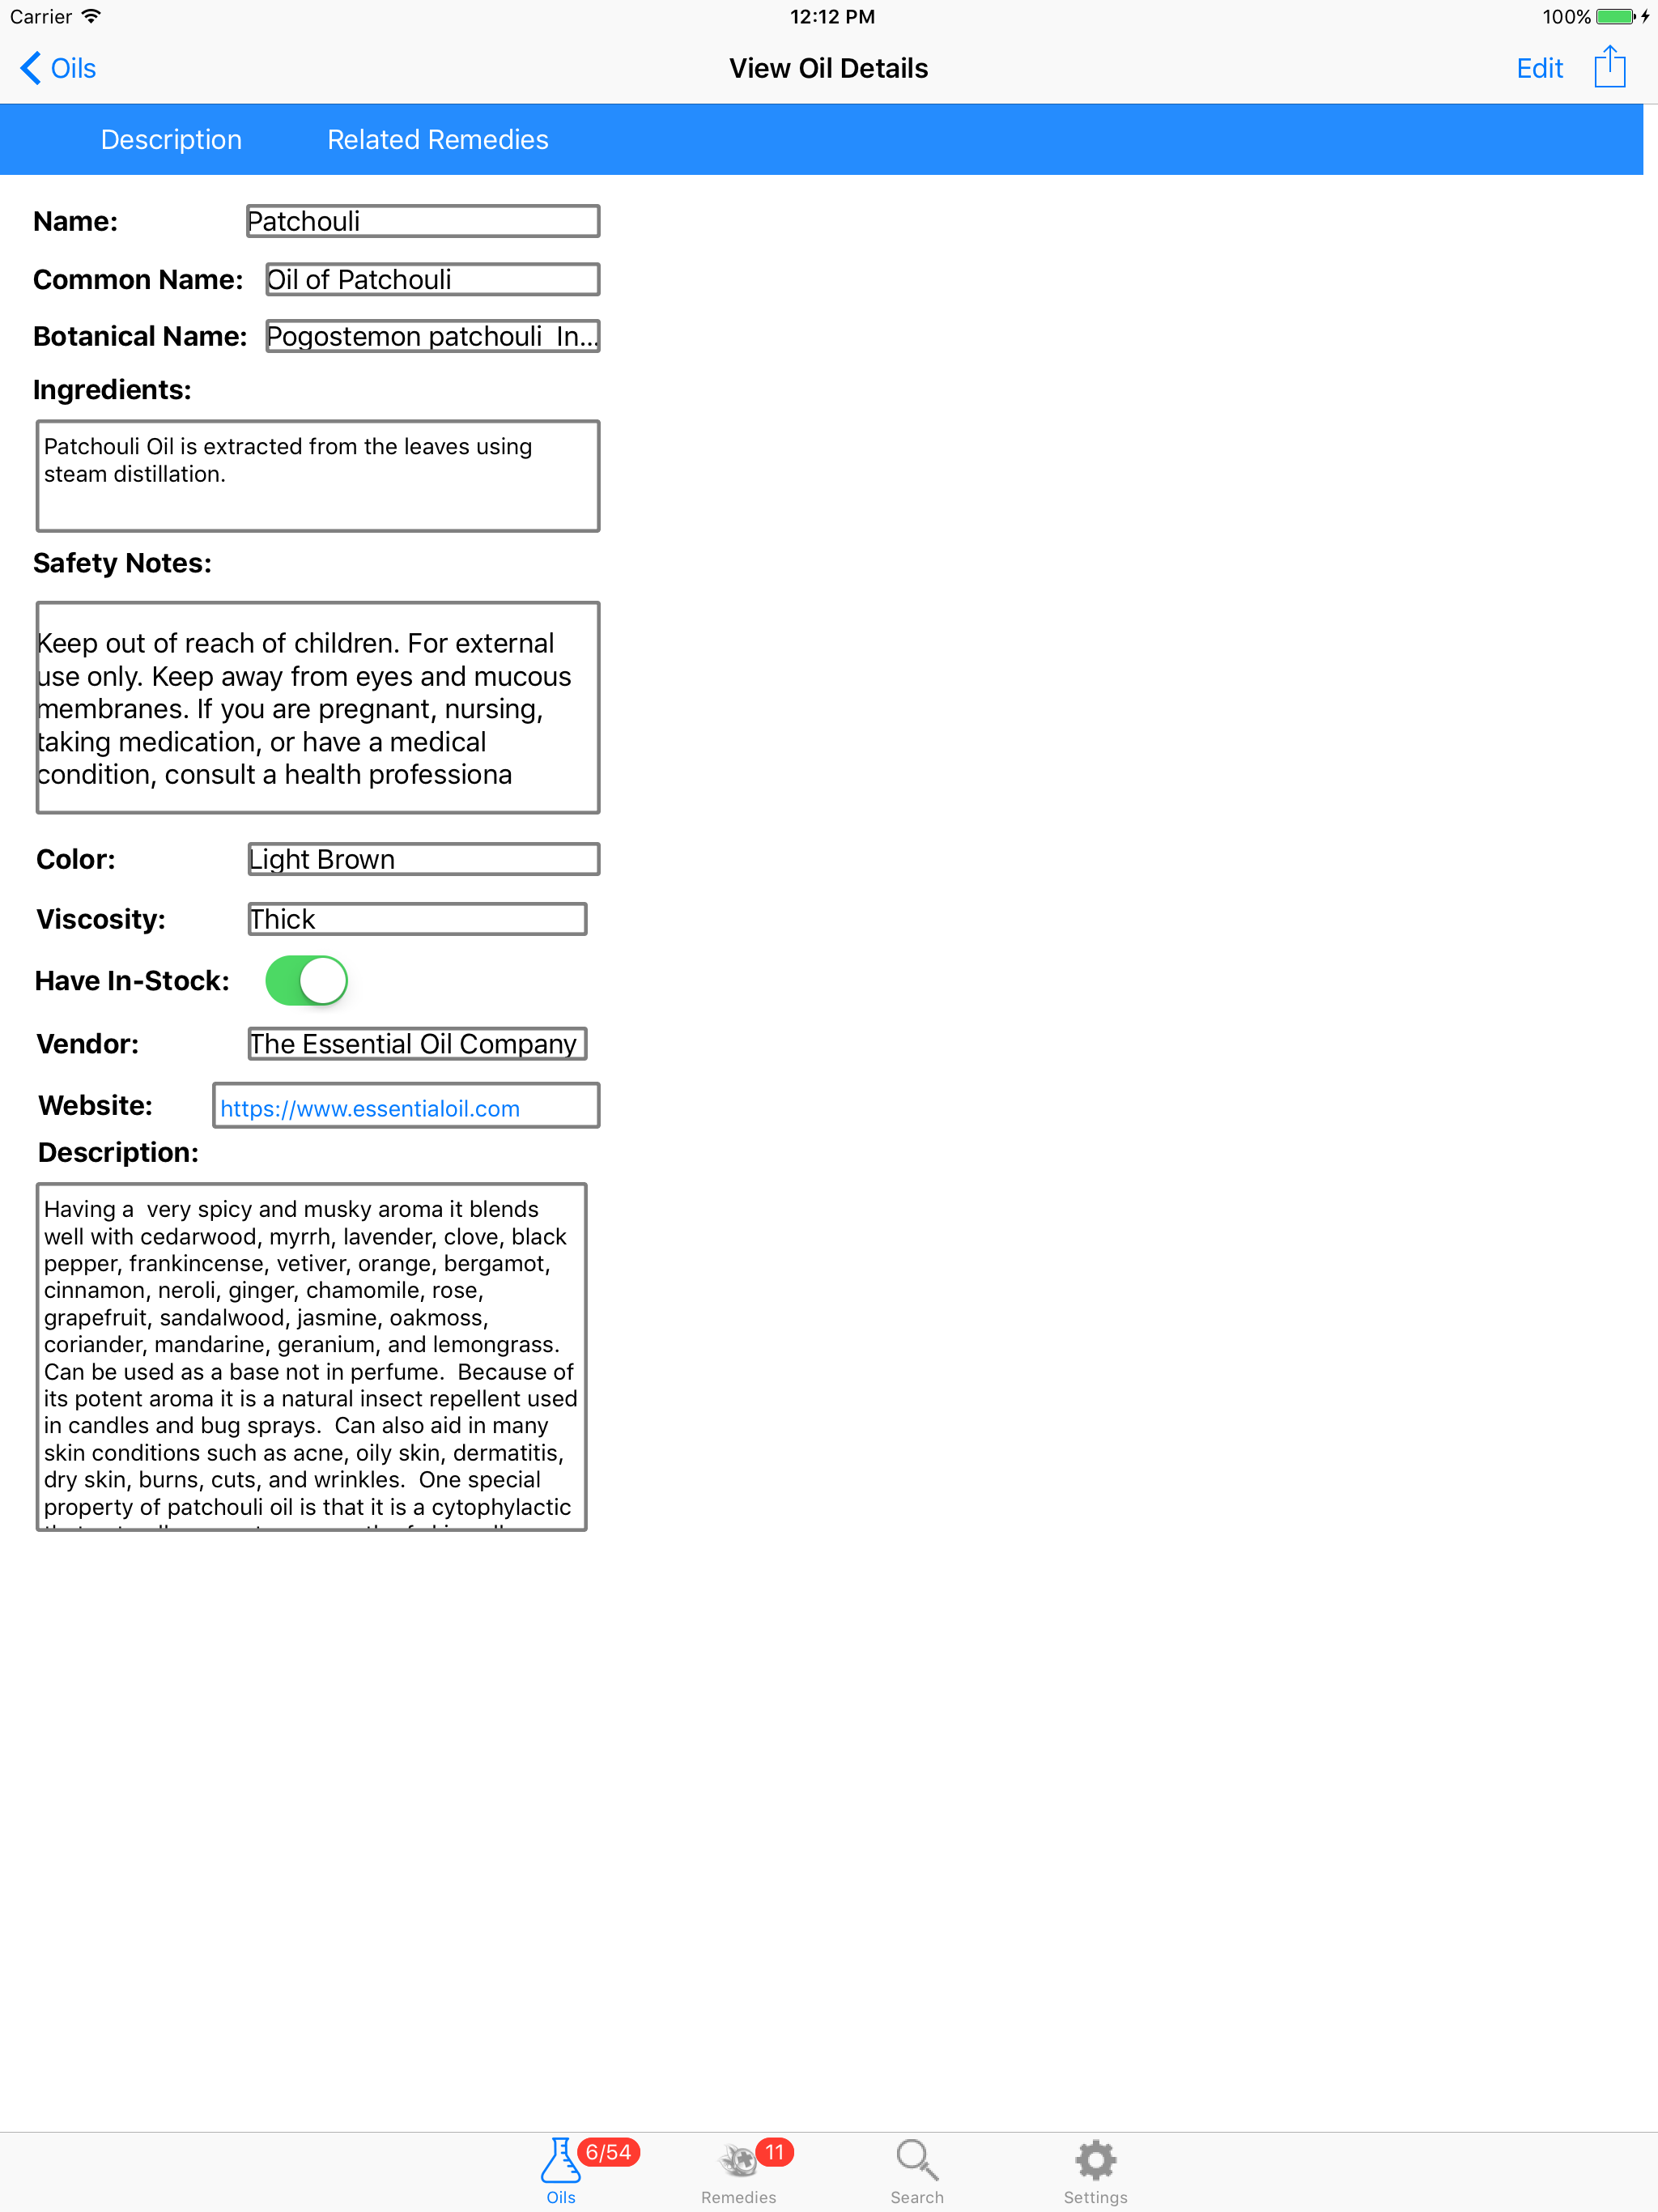 Carrier 12:12 PM 100%
Oils View Oil Details Edit
Description Related Remedies
Name: Patchouli
Common Name: Oil of Patchouli
Botanical Name: Pogostemon patchouli  In...
Ingredients:
Patchouli Oil is extracted from the leaves using
steam distillation.
Safety Notes:
Keep out of reach of children. For external
use only. Keep away from eyes and mucous
membranes. If you are pregnant, nursing,
taking medication, or have a medical
condition, consult a health professiona
Color: Light Brown
Viscosity: Thick
Have In-Stock:
Vendor: The Essential Oil Company
Website: https://www.essentialoil.com
Description:
Having a  very spicy and musky aroma it blends
well with cedarwood, myrrh, lavender, clove, black
pepper, frankincense, vetiver, orange, bergamot,
cinnamon, neroli, ginger, chamomile, rose,
grapefruit, sandalwood, jasmine, oakmoss,
coriander, mandarine, geranium, and lemongrass.
Can be used as a base not in perfume.  Because of
its potent aroma it is a natural insect repellent used
in candles and bug sprays.  Can also aid in many
skin conditions such as acne, oily skin, dermatitis,
dry skin, burns, cuts, and wrinkles.  One special
property of patchouli oil is that it is a cytophylactic
6/54 11
Oils Remedies Search Settings